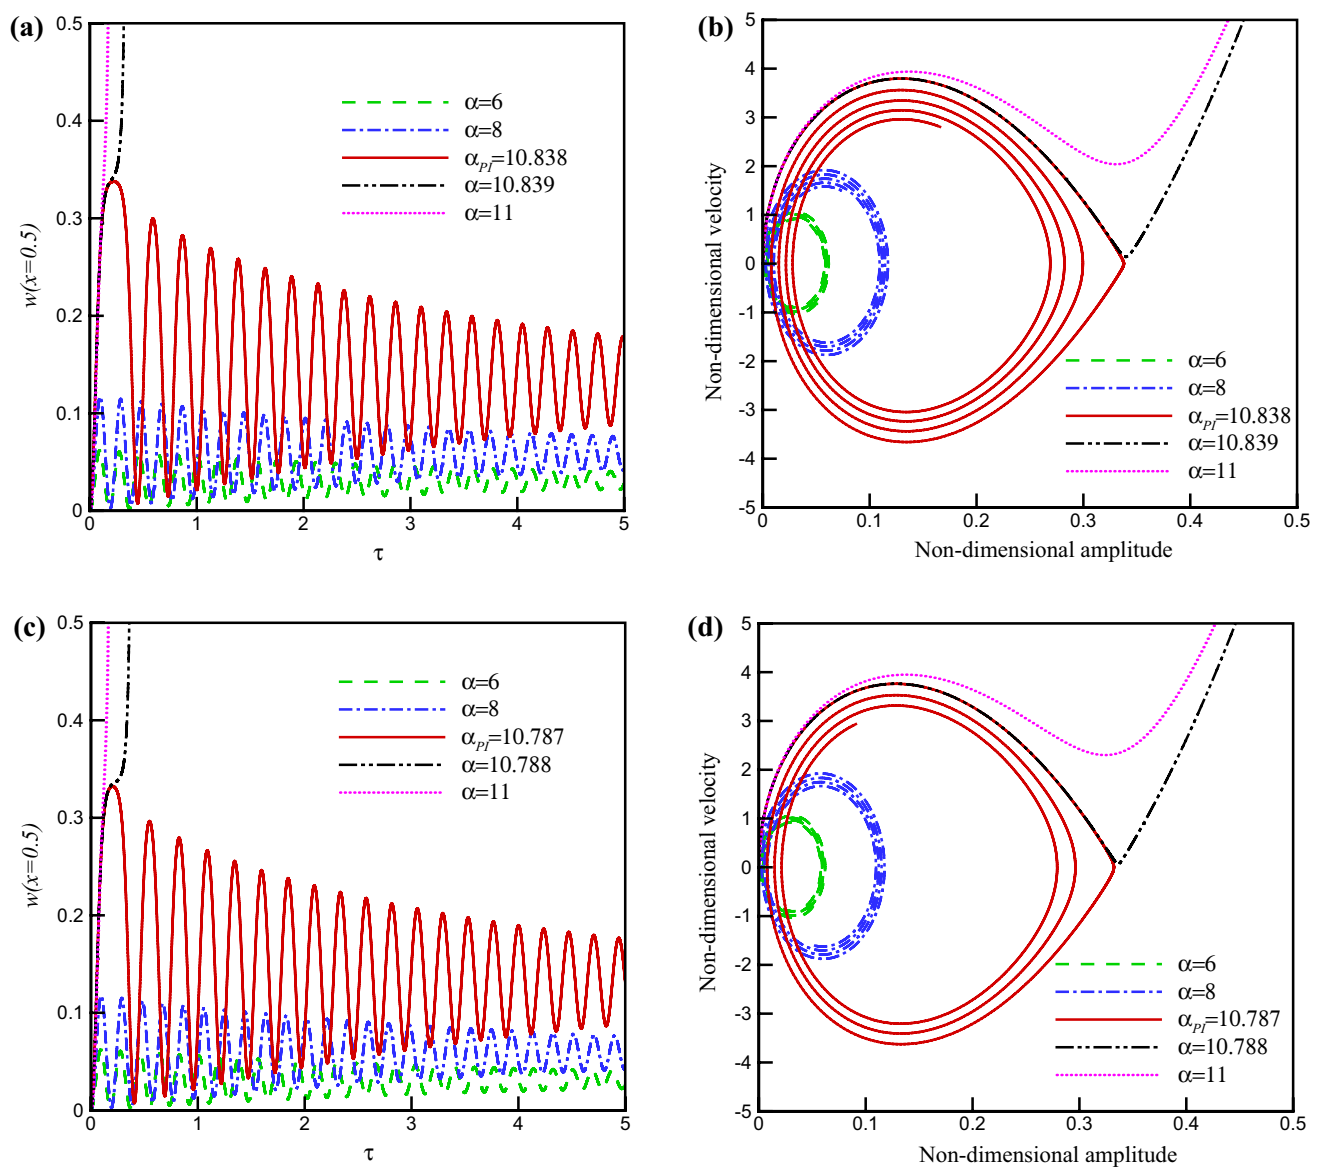 (a)
0.5
0.4
0.3
0.2
0.1
0
w(x=0.5)
0 1 2 3 4 5
τ
α=6
α=8
αPI=10.838
α=10.839
α=11
(b)
5
4
3
2
1
0
-1
-2
-3
-4
-5
Non-dimensional velocity
0 0.1 0.2 0.3 0.4 0.5
Non-dimensional amplitude
α=6
α=8
αPI=10.838
α=10.839
α=11
(c)
0.5
0.4
0.3
0.2
0.1
0
w(x=0.5)
0 1 2 3 4 5
τ
α=6
α=8
αPI=10.787
α=10.788
α=11
(d)
5
4
3
2
1
0
-1
-2
-3
-4
-5
Non-dimensional velocity
0 0.1 0.2 0.3 0.4 0.5
Non-dimensional amplitude
α=6
α=8
αPI=10.787
α=10.788
α=11